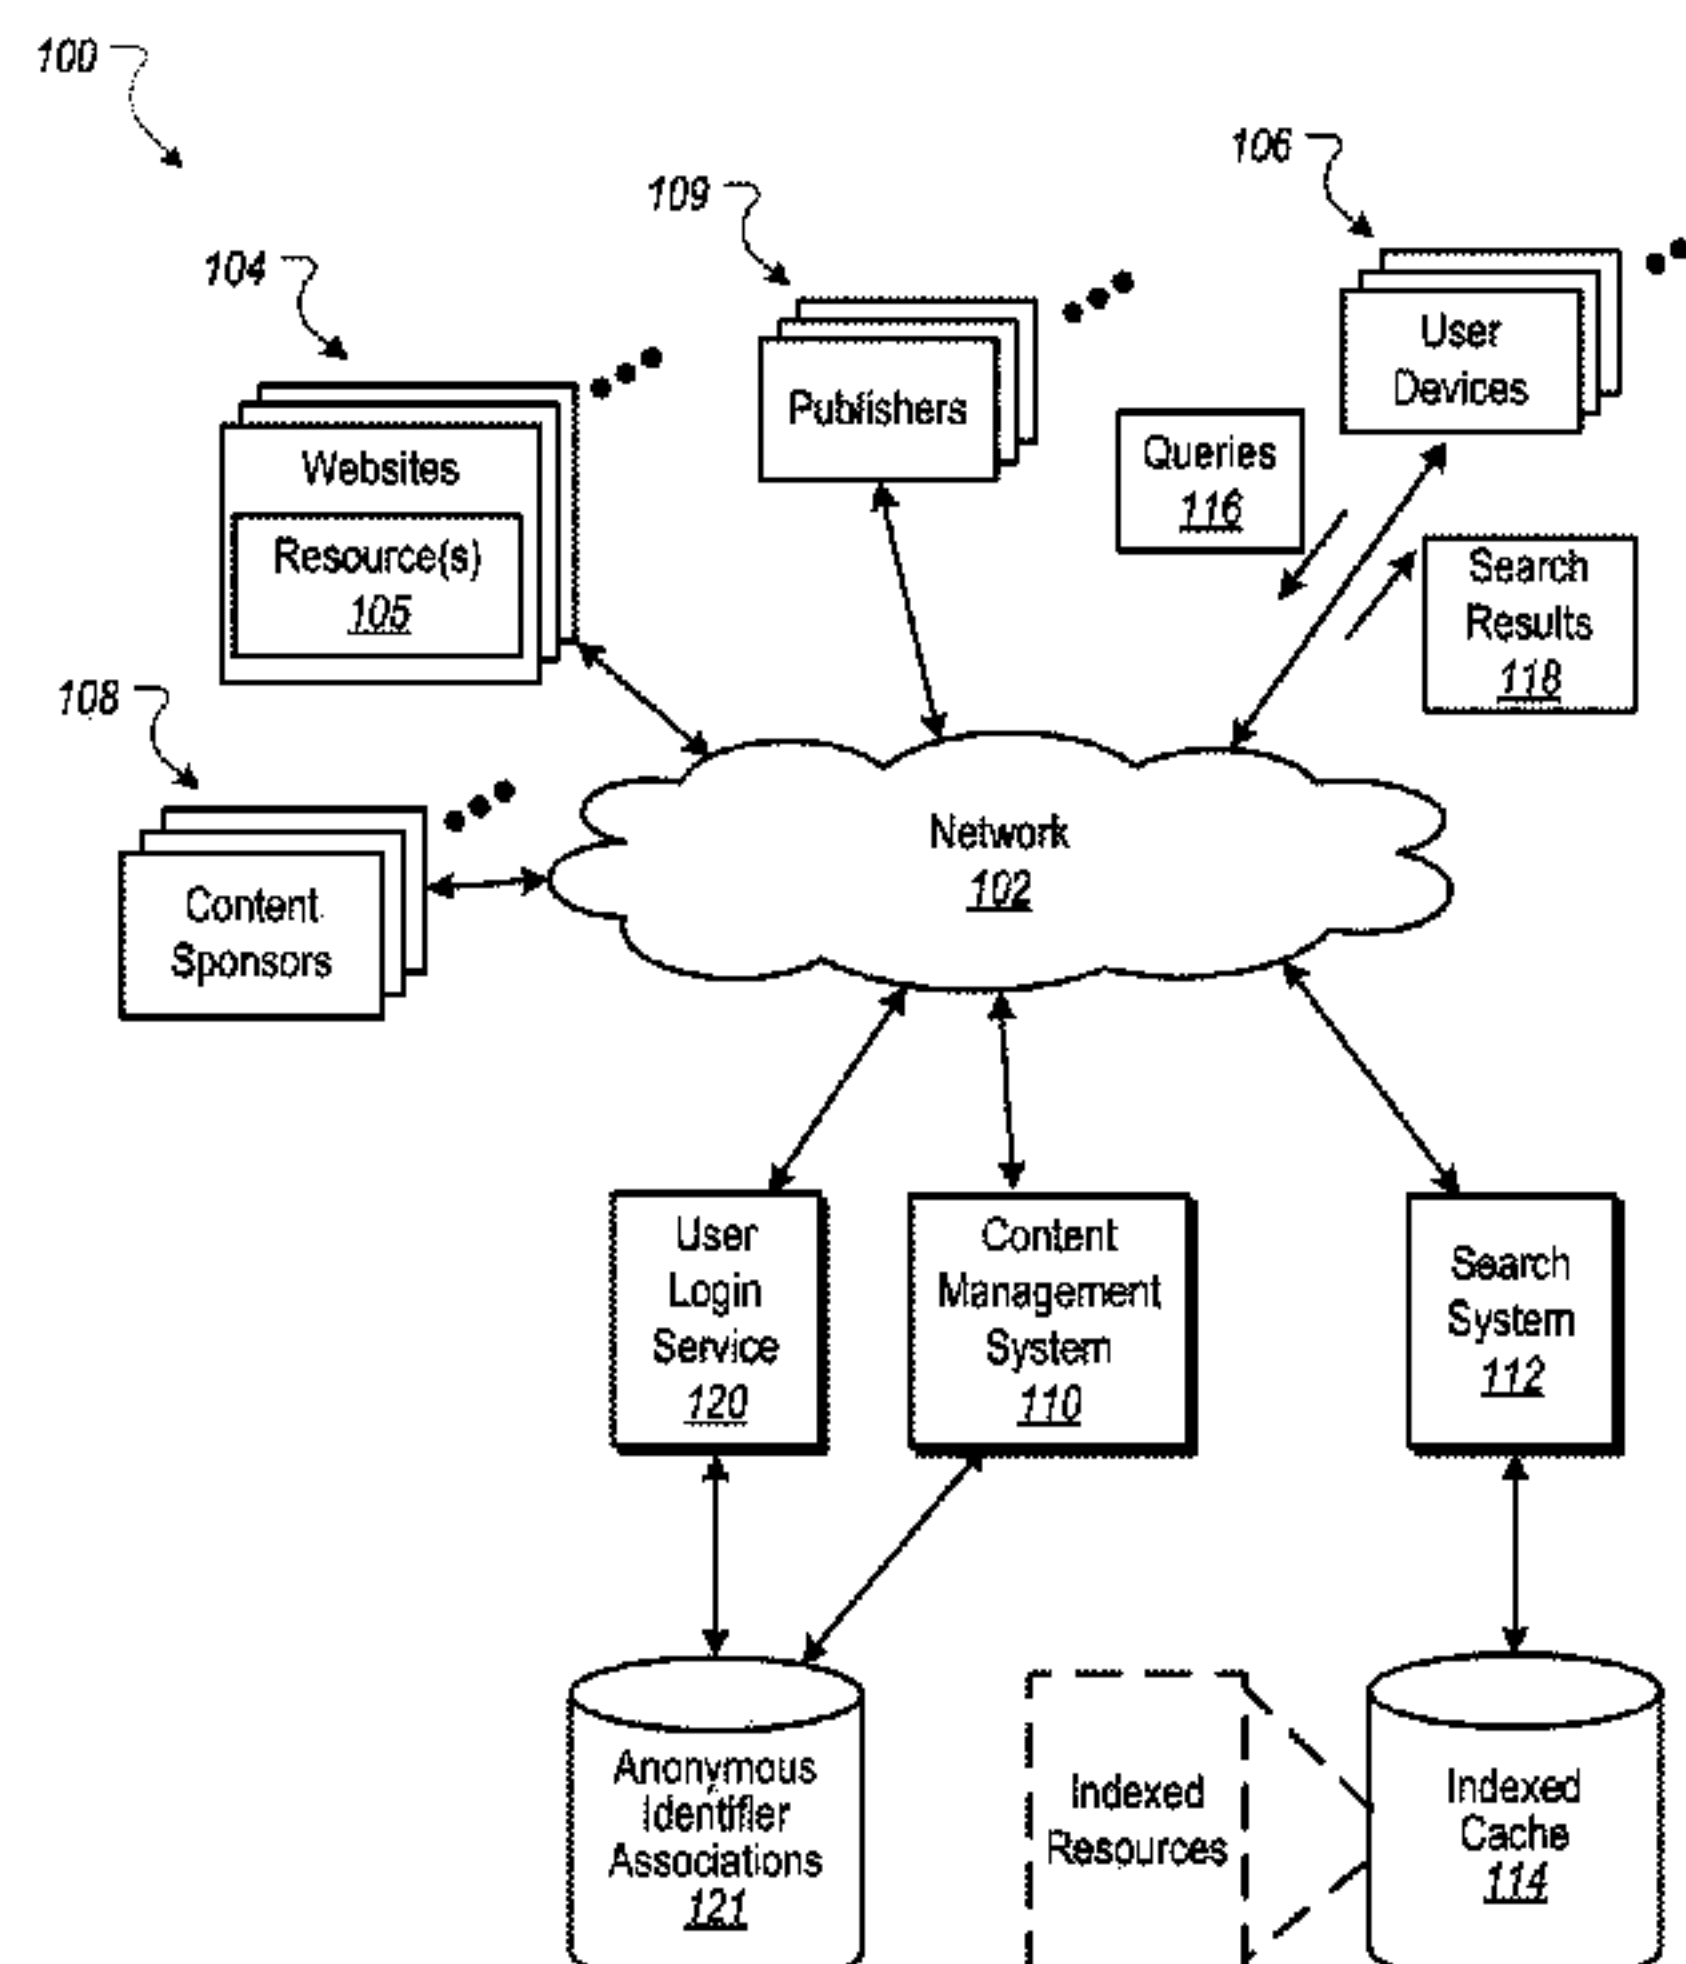 100
106
109
104
User
Devices
Publishers
Queries
116
Websites
Resource(s)
105
Search
Results
118
108
Network
102
Content
Sponsors
User
Login
Service
120
Content
Management
System
110
Search
System
112
Anonymous
Identifier
Associations
121
Indexed
Resources
Indexed
Cache
114